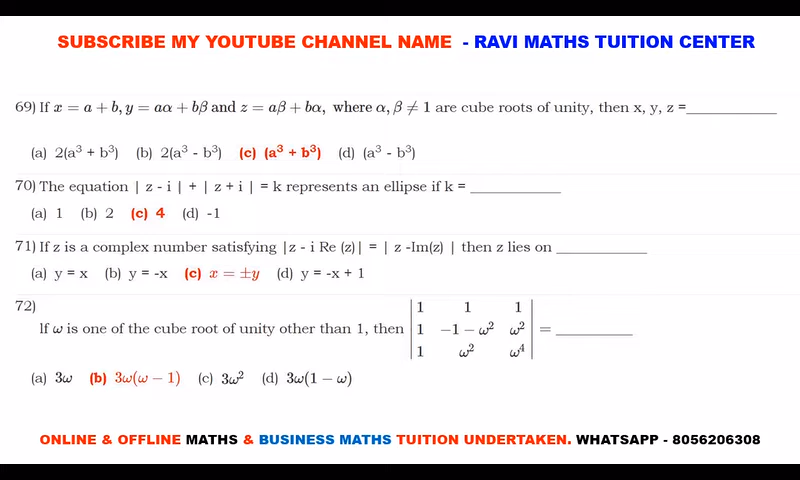 SUBSCRIBE MY YOUTUBE CHANNEL NAME - RAVI MATHS TUITION CENTER
69) If x = a + b, y = aα + bβ and z = aβ + bα, where α, β ≠ 1 are cube roots of unity, then x, y, z =____________
(a) 2(a³ + b³) (b) 2(a³ - b³) (c) (a³ + b³) (d) (a³ - b³)
70) The equation | z - i | + | z + i | = k represents an ellipse if k = ____________
(a) 1 (b) 2 (c) 4 (d) -1
71) If z is a complex number satisfying |z - i Re (z)| = | z -Im(z) | then z lies on ____________
(a) y = x (b) y = -x (c) x = ±y (d) y = -x + 1
72)
| 1 1 1 |
If ω is one of the cube root of unity other than 1, then | 1 −1 − ω² ω² | = ____________
| 1 ω² ω⁴ |
(a) 3ω (b) 3ω(ω − 1) (c) 3ω² (d) 3ω(1 − ω)
ONLINE & OFFLINE MATHS & BUSINESS MATHS TUITION UNDERTAKEN. WHATSAPP - 8056206308